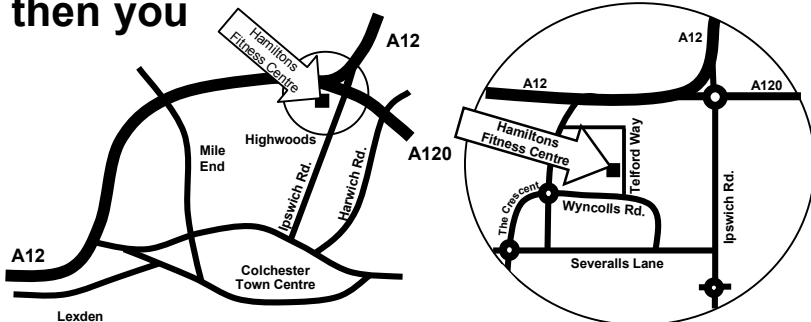 then you
Hamiltons
Fitness Centre
A12
Highwoods
Mile
End
Ipswich Rd.
Harwich Rd.
A120
A12
Colchester
Town Centre
Lexden
A12
A12
A120
Hamiltons
Fitness Centre
Telford Way
The Crescent
Wyncolls Rd.
Ipswich Rd.
Severalls Lane